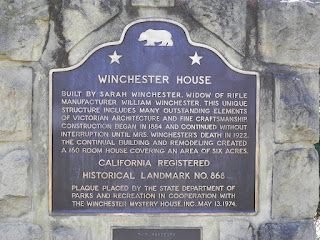 WINCHESTER HOUSE
BUILT BY SARAH WINCHESTER, WIDOW OF RIFLE
MANUFACTURER WILLIAM WINCHESTER, THIS UNIQUE
STRUCTURE INCLUDES MANY OUTSTANDING ELEMENTS
OF VICTORIAN ARCHITECTURE AND FINE CRAFTSMANSHIP.
CONSTRUCTION BEGAN IN 1884 AND CONTINUED WITHOUT
INTERRUPTION UNTIL MRS. WINCHESTER'S DEATH IN 1922.
THE CONTINUAL BUILDING AND REMODELING CREATED
A 160 ROOM HOUSE COVERING AN AREA OF SIX ACRES.
CALIFORNIA REGISTERED
HISTORICAL LANDMARK NO. 868
PLAQUE PLACED BY THE STATE DEPARTMENT OF
PARKS AND RECREATION IN COOPERATION WITH
THE WINCHESTER MYSTERY HOUSE, INC. MAY 13, 1974.